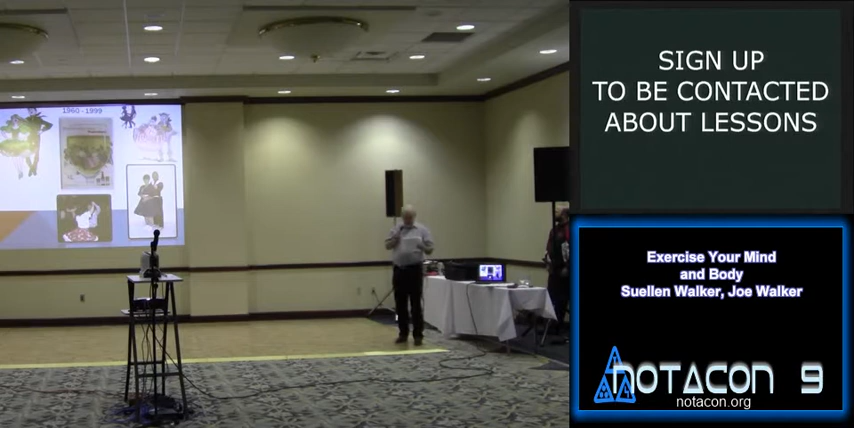 1960 - 1999
SIGN UP
TO BE CONTACTED
ABOUT LESSONS
Exercise Your Mind
and Body
Suellen Walker, Joe Walker
NOTACON 9
notacon.org